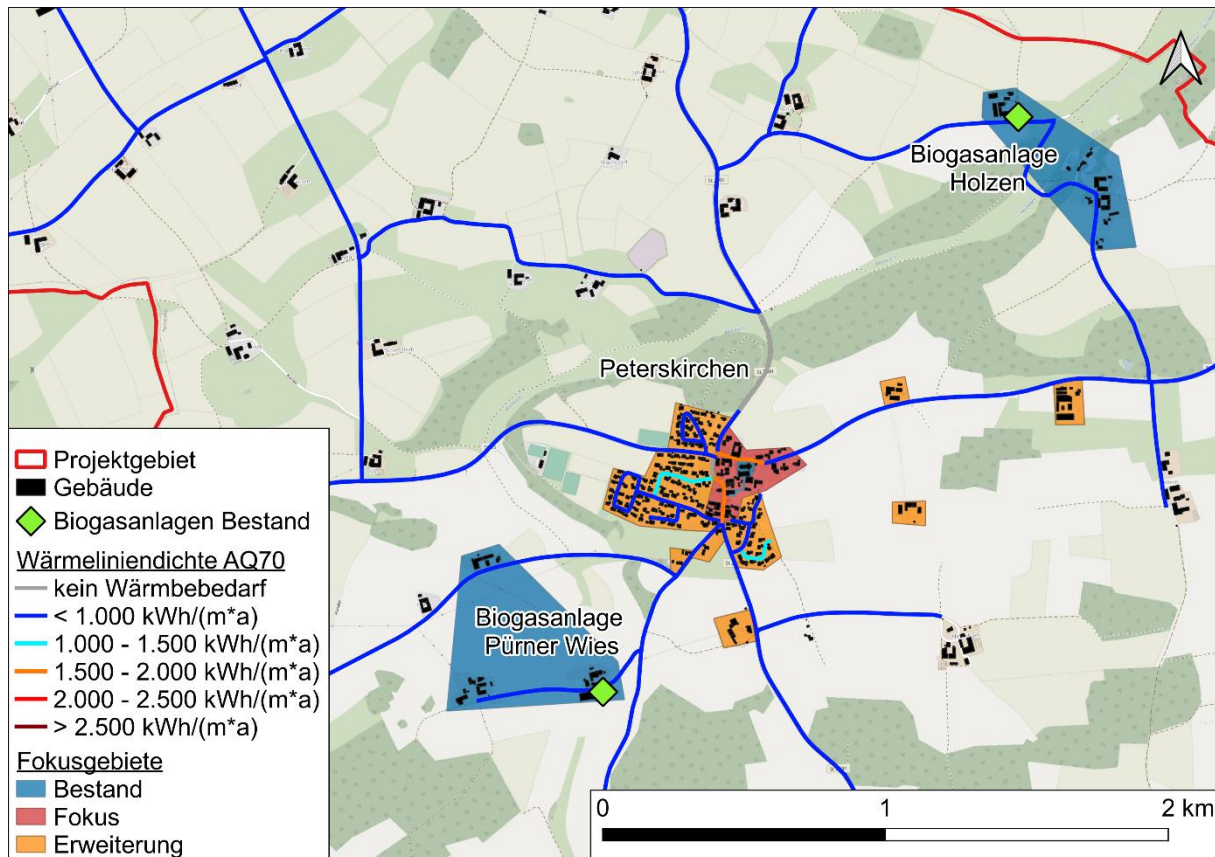 Biogasanlage
Holzen
Peterskirchen
Biogasanlage
Pürner Wies
Projektgebiet
Gebäude
Biogasanlagen Bestand
Wärmeliniendichte AQ70
kein Wärmbebedarf
< 1.000 kWh/(m*a)
1.000 - 1.500 kWh/(m*a)
1.500 - 2.000 kWh/(m*a)
2.000 - 2.500 kWh/(m*a)
> 2.500 kWh/(m*a)
Fokusgebiete
Bestand
Fokus
Erweiterung
0 1 2 km